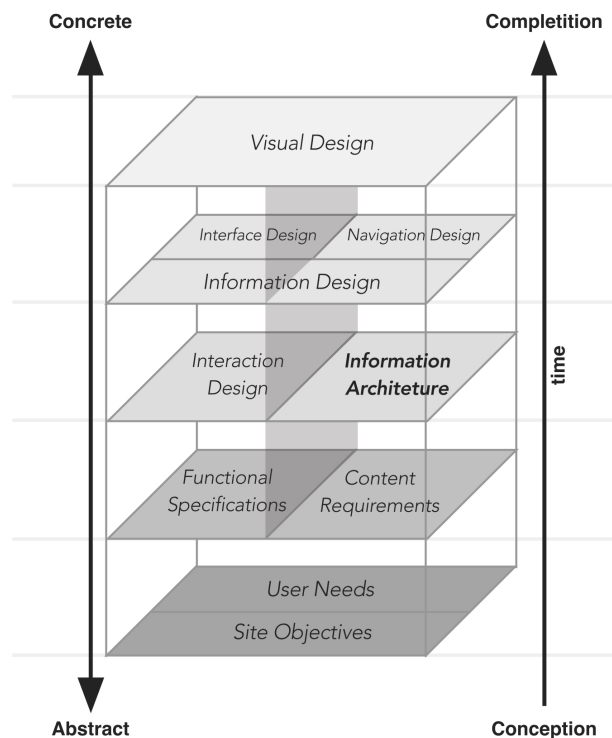 Concrete
Completition
Visual Design
Interface Design
Navigation Design
Information Design
Interaction
Design
Information
Architeture
time
Functional
Specifications
Content
Requirements
User Needs
Site Objectives
Abstract
Conception